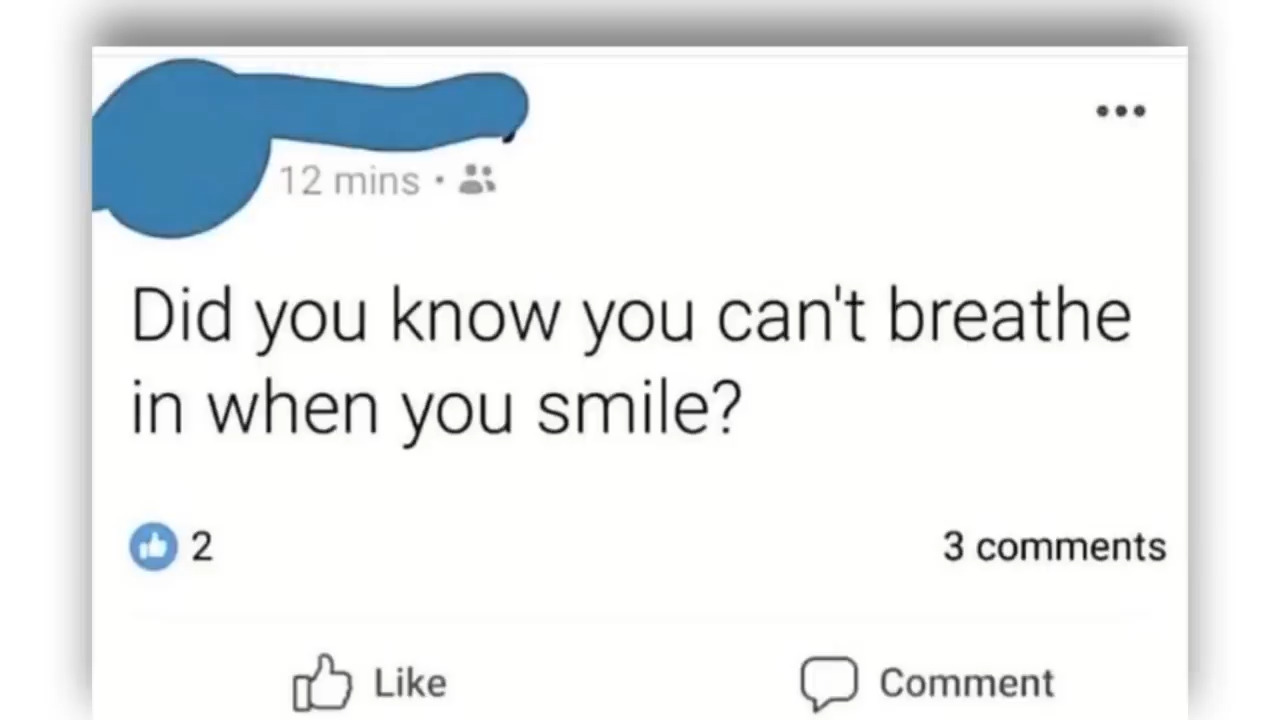 12 mins ·
Did you know you can't breathe
in when you smile?
2 3 comments
Like Comment